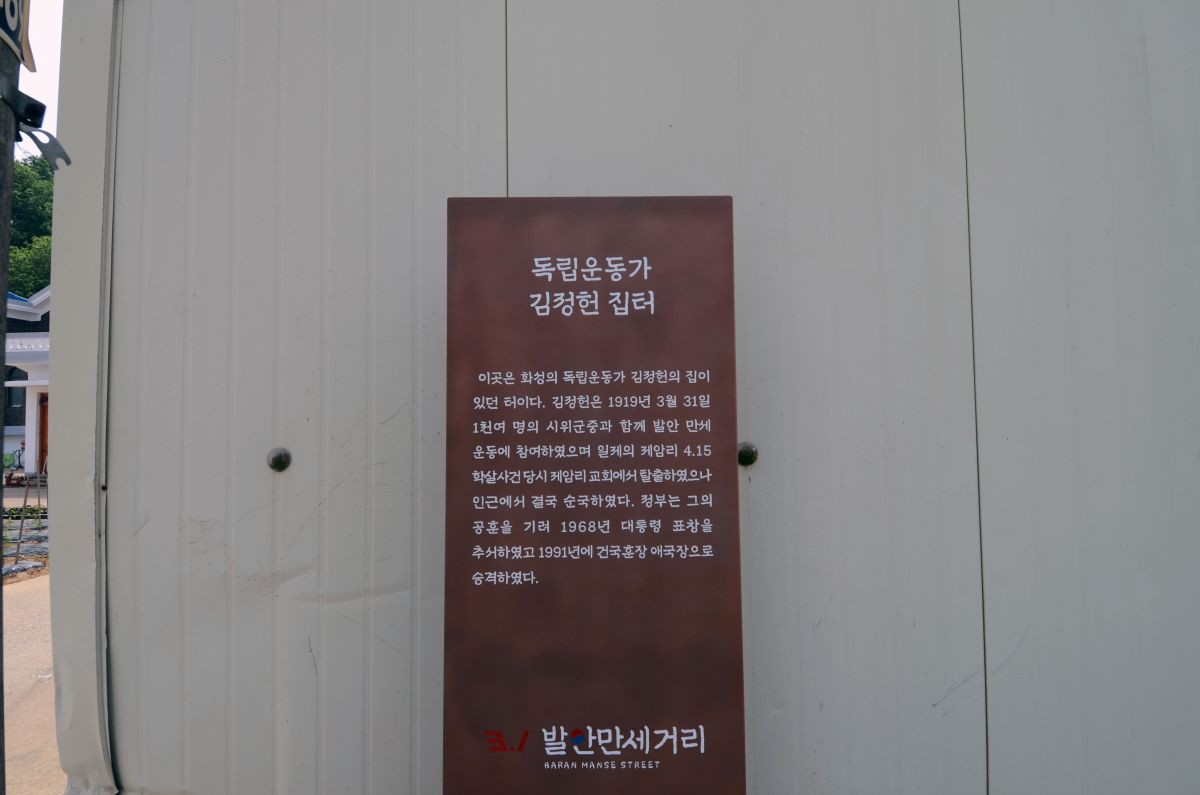 독립운동가
김정헌 집터
이곳은 화성의 독립운동가 김정헌의 집이
있던 터이다. 김정헌은 1919년 3월 31일
1천여 명의 시위군중과 함께 발안 만세
운동에 참여하였으며 일제의 제암리 4.15
학살사건 당시 제암리 교회에서 탈출하였으나
인근에서 결국 순국하였다. 정부는 그의
공훈을 기려 1968년 대통령 표창을
추서하였고 1991년에 건국훈장 애국장으로
승격하였다.
3.1 발안만세거리
BARAN MANSE STREET